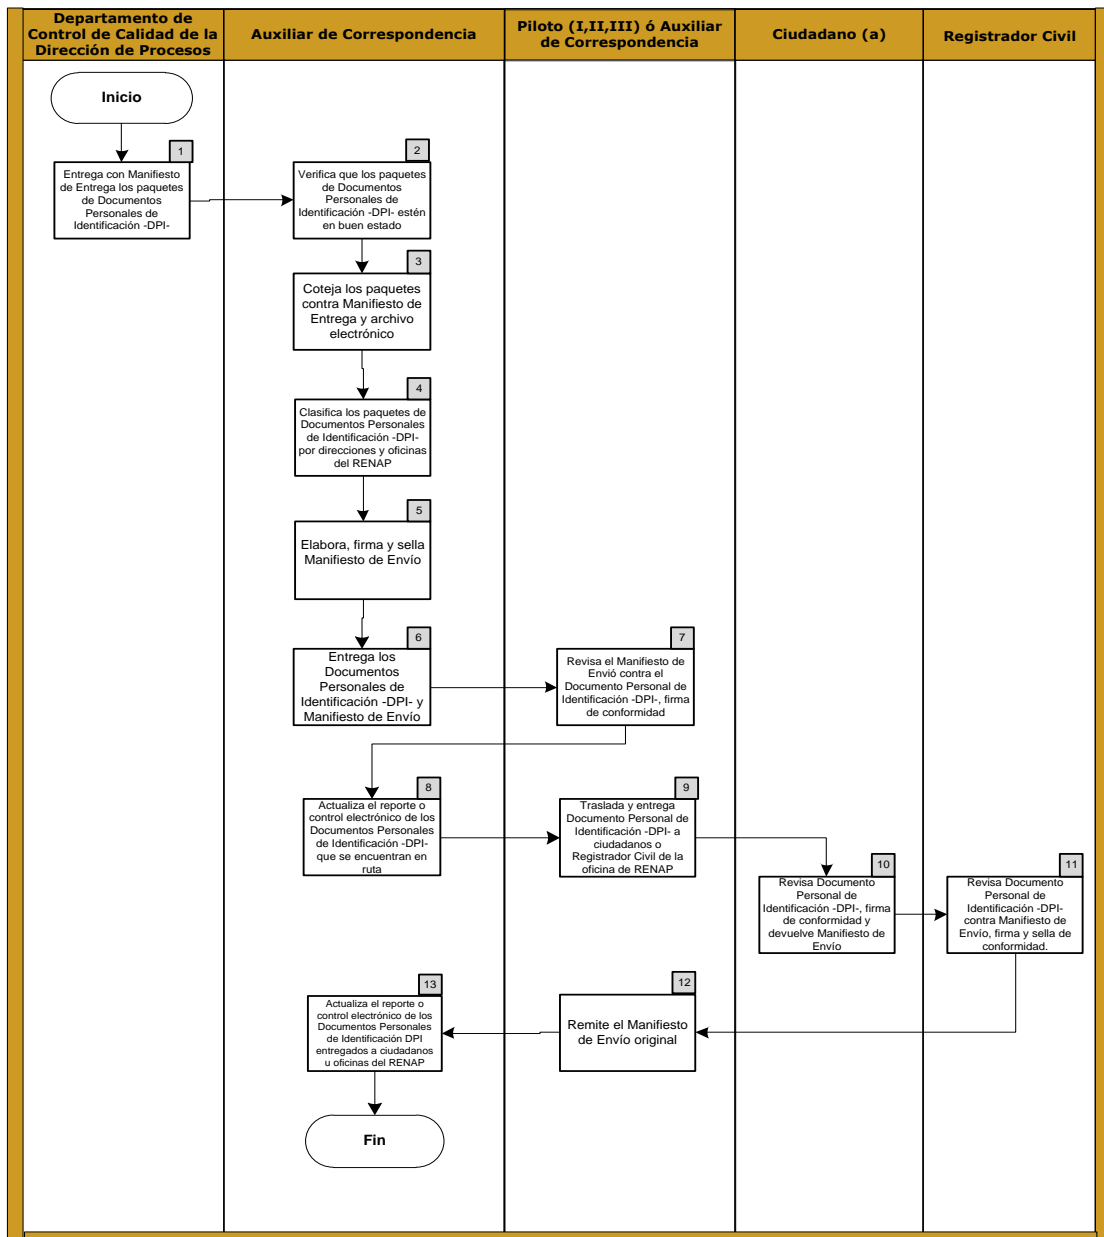 Departamento de
Control de Calidad de la
Dirección de Procesos
Auxiliar de Correspondencia
Piloto (I,II,III) ó Auxiliar
de Correspondencia
Ciudadano (a)
Registrador Civil
Inicio
1
Entrega con Manifiesto
de Entrega los paquetes
de Documentos
Personales de
Identificación -DPI-
2
Verifica que los paquetes
de Documentos
Personales de
Identificación -DPI- estén
en buen estado
3
Coteja los paquetes
contra Manifiesto de
Entrega y archivo
electrónico
4
Clasifica los paquetes de
Documentos Personales
de Identificación -DPI-
por direcciones y oficinas
del RENAP
5
Elabora, firma y sella
Manifiesto de Envío
6
Entrega los
Documentos
Personales de
Identificación -DPI- y
Manifiesto de Envío
7
Revisa el Manifiesto de
Envió contra el
Documento Personal de
Identificación -DPI-, firma
de conformidad
8
Actualiza el reporte o
control electrónico de los
Documentos Personales
de Identificación -DPI-
que se encuentran en
ruta
9
Traslada y entrega
Documento Personal de
Identificación -DPI- a
ciudadanos o
Registrador Civil de la
oficina de RENAP
10
Revisa Documento
Personal de
Identificación -DPI-, firma
de conformidad y
devuelve Manifiesto de
Envío
11
Revisa Documento
Personal de
Identificación -DPI-
contra Manifiesto de
Envío, firma y sella de
conformidad.
12
Remite el Manifiesto
de Envío original
13
Actualiza el reporte o
control electrónico de los
Documentos Personales
de Identificación DPI
entregados a ciudadanos
u oficinas del RENAP
Fin